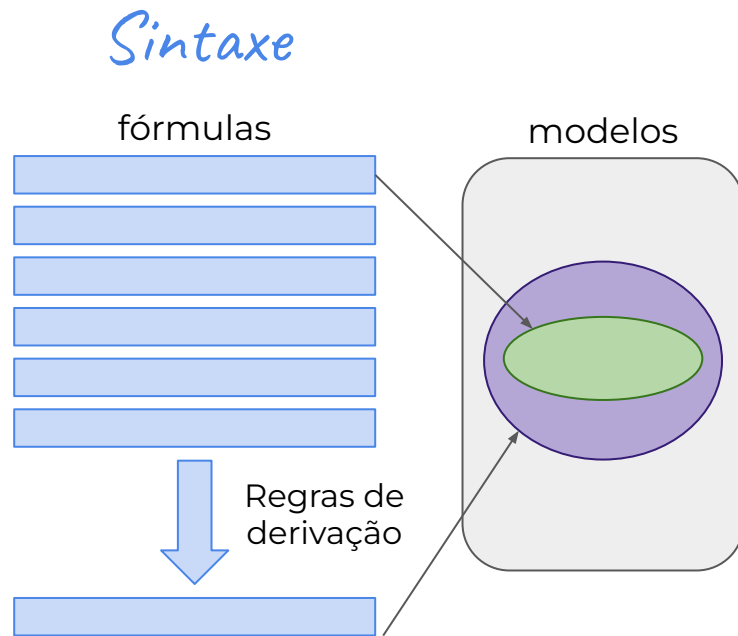 Sintaxe
fórmulas
modelos
Regras de
derivação